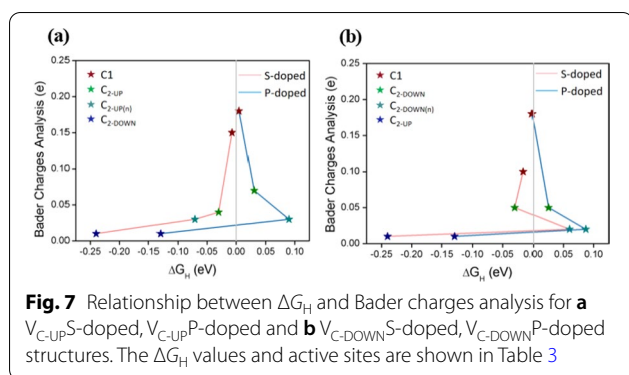 (a)
Bader Charges Analysis (e)
0.25
0.20
0.15
0.10
0.05
0.00
C1
C2-UP
C2-UP(n)
C2-DOWN
S-doped
P-doped
-0.25 -0.20 -0.15 -0.10 -0.05 0.00 0.05 0.10
ΔGH (eV)
(b)
Bader Charges Analysis (e)
0.25
0.20
0.15
0.10
0.05
0.00
C1
C2-DOWN
C2-DOWN(n)
C2-UP
S-doped
P-doped
-0.25 -0.20 -0.15 -0.10 -0.05 0.00 0.05 0.10
ΔGH (eV)
Fig. 7 Relationship between ΔGH and Bader charges analysis for a
VC-UPS-doped, VC-UPP-doped and b VC-DOWNS-doped, VC-DOWNP-doped
structures. The ΔGH values and active sites are shown in Table 3